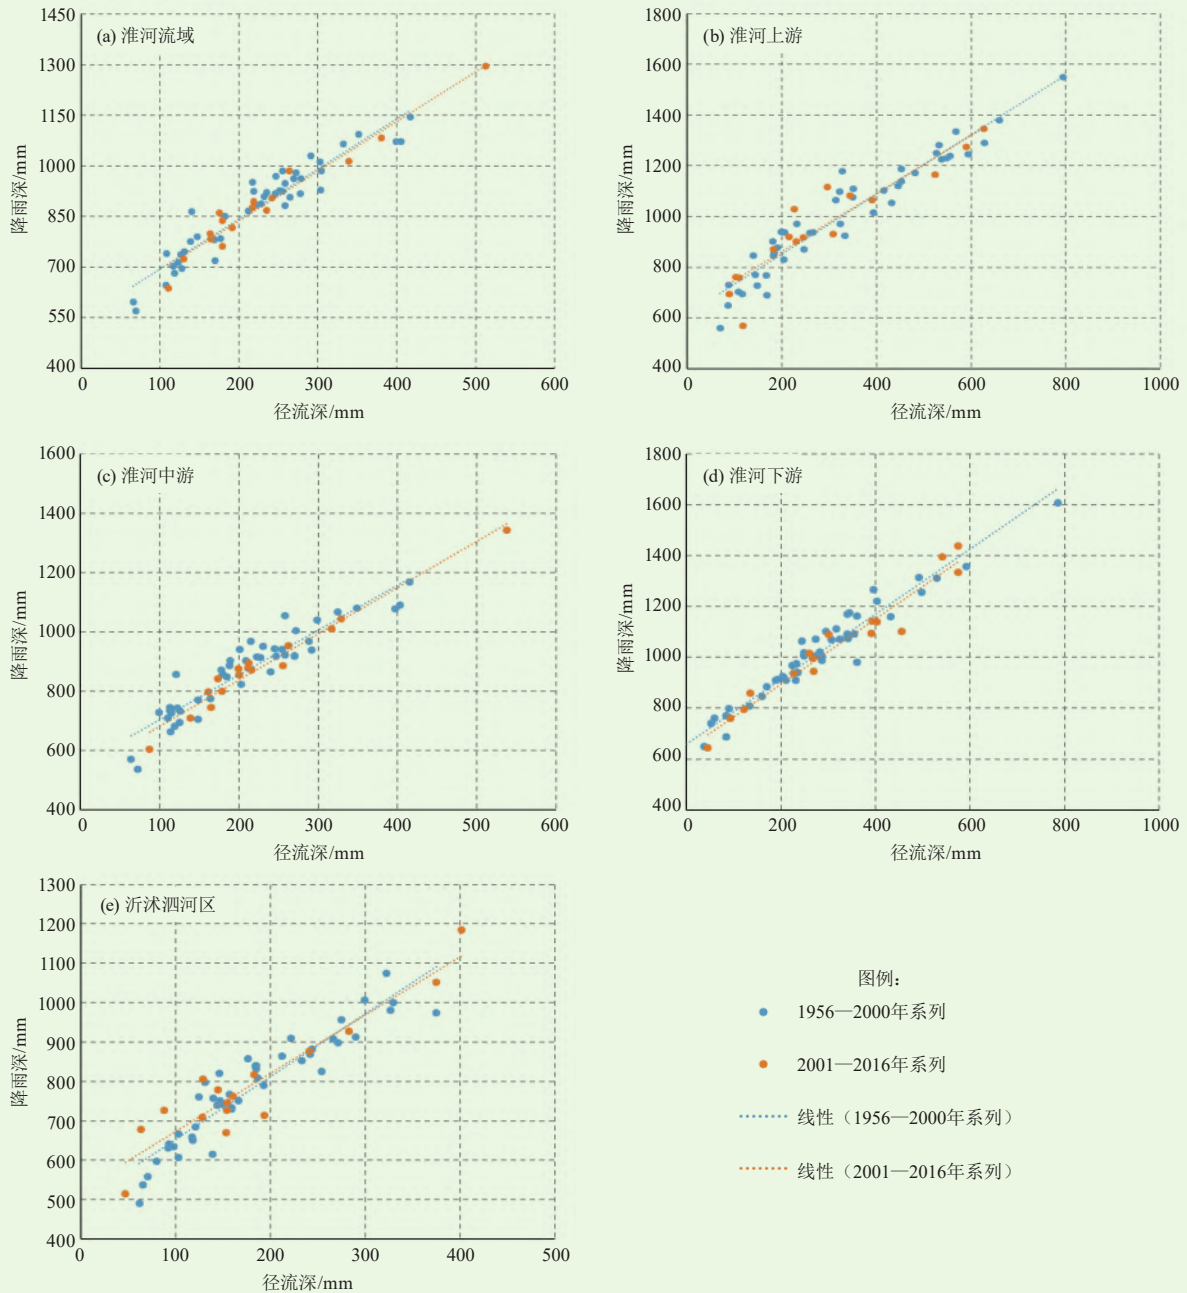 (a) 淮河流域
降雨深/mm
1450
1300
1150
1000
850
700
550
400
0 100 200 300 400 500 600
径流深/mm
(b) 淮河上游
降雨深/mm
1800
1600
1400
1200
1000
800
600
400
0 200 400 600 800 1000
径流深/mm
(c) 淮河中游
降雨深/mm
1600
1400
1200
1000
800
600
400
0 100 200 300 400 500 600
径流深/mm
(d) 淮河下游
降雨深/mm
1800
1600
1400
1200
1000
800
600
400
0 200 400 600 800 1000
径流深/mm
(e) 沂沭泗河区
降雨深/mm
1300
1200
1100
1000
900
800
700
600
500
400
0 100 200 300 400 500
径流深/mm
图例：
1956—2000年系列
2001—2016年系列
线性（1956—2000年系列）
线性（2001—2016年系列）